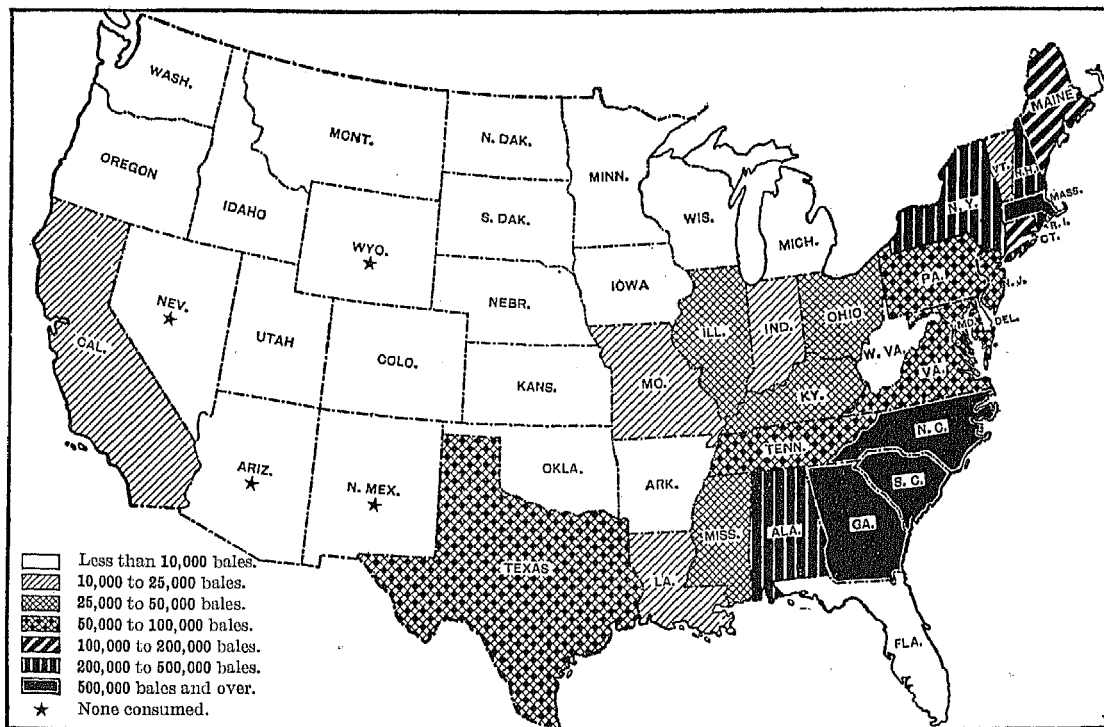 WASH.
MONT.
N. DAK.
MINN.
OREGON
IDAHO
S. DAK.
WIS.
MICH.
WYO.
NEBR.
IOWA
NEV.
UTAH
COLO.
KANS.
CAL.
MO.
ILL.
IND.
OHIO
KY.
W. VA.
VA.
PA.
N.Y.
VT.
N.H.
MAINE
MASS.
R.I.
CT.
N.J.
DEL.
MD.
ARIZ.
N. MEX.
OKLA.
ARK.
TENN.
N. C.
S. C.
TEXAS
LA.
MISS.
ALA.
GA.
FLA.
Less than 10,000 bales.
10,000 to 25,000 bales.
25,000 to 50,000 bales.
50,000 to 100,000 bales.
100,000 to 200,000 bales.
200,000 to 500,000 bales.
500,000 bales and over.
★ None consumed.